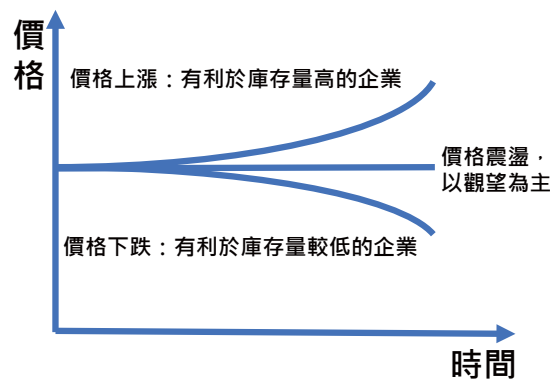 價
格
價格上漲：有利於庫存量高的企業
價格震盪，
以觀望為主
價格下跌：有利於庫存量較低的企業
時間